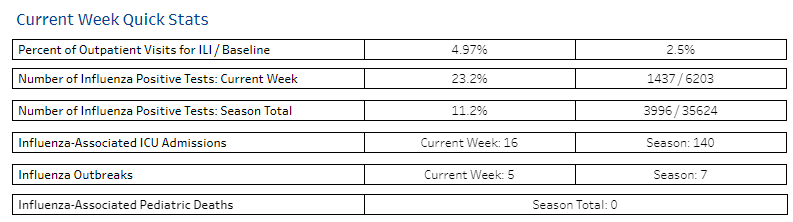 Current Week Quick Stats
Percent of Outpatient Visits for ILI / Baseline 4.97% 2.5%
Number of Influenza Positive Tests: Current Week 23.2% 1437 / 6203
Number of Influenza Positive Tests: Season Total 11.2% 3996 / 35624
Influenza-Associated ICU Admissions Current Week: 16 Season: 140
Influenza Outbreaks Current Week: 5 Season: 7
Influenza-Associated Pediatric Deaths Season Total: 0